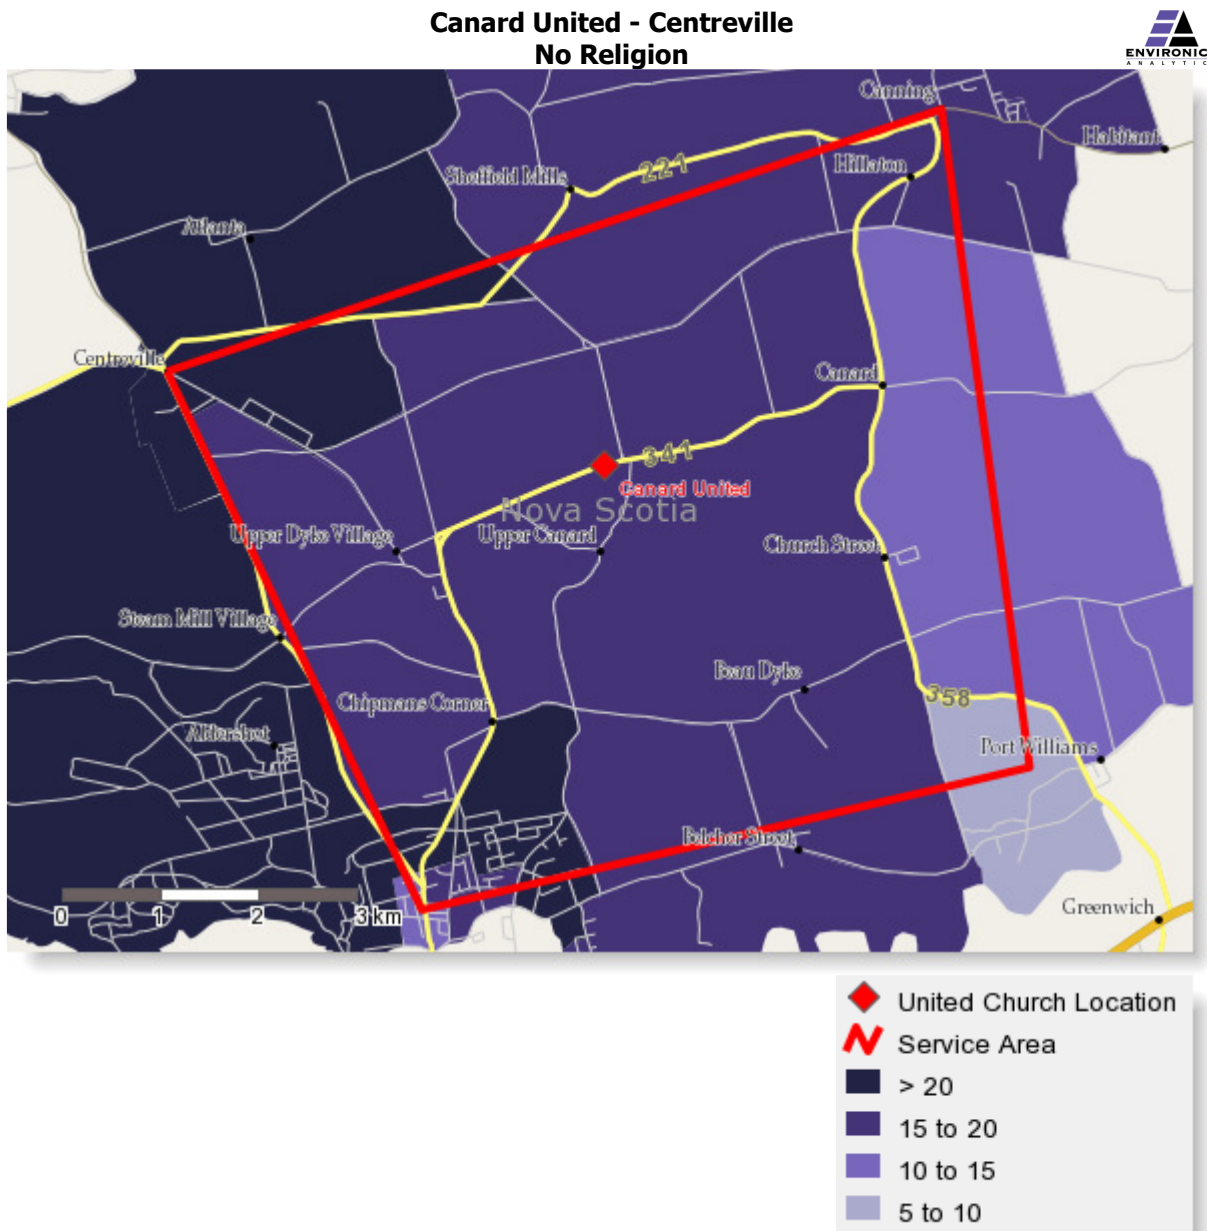 Canard United - Centreville
No Religion
ENVIRONIC
ANALYTIC
Canning
Habitant
221
Hillaton
Sheffield Mills
Atlanta
Centreville
Canard
341
Canard United
Nova Scotia
Upper Dyke Village
Upper Canard
Church Street
Steam Mill Village
Beau Dyke
358
Chipmans Corner
Aldershot
Port Williams
Belcher Street
Greenwich
0 1 2 3 km
United Church Location
Service Area
> 20
15 to 20
10 to 15
5 to 10